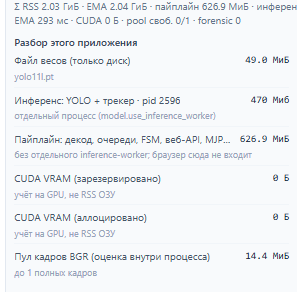 Σ RSS 2.03 ГиБ · EMA 2.04 ГиБ · пайплайн 626.9 МиБ · инферен
EMA 293 мс · CUDA 0 Б · pool своб. 0/1 · forensic 0
Разбор этого приложения
Файл весов (только диск) 49.0 МиБ
yolo11l.pt
Инференс: YOLO + трекер · pid 2596 470 Миб
отдельный процесс (model.use_inference_worker)
Пайплайн: декод, очереди, FSM, веб-API, MJP... 626.9 МиБ
без отдельного inference-worker; браузер сюда не входит
CUDA VRAM (зарезервировано) 0 Б
учёт на GPU, не RSS ОЗУ
CUDA VRAM (аллоцировано) 0 Б
учёт на GPU, не RSS ОЗУ
Пул кадров BGR (оценка внутри процесса) 14.4 МиБ
до 1 полных кадров